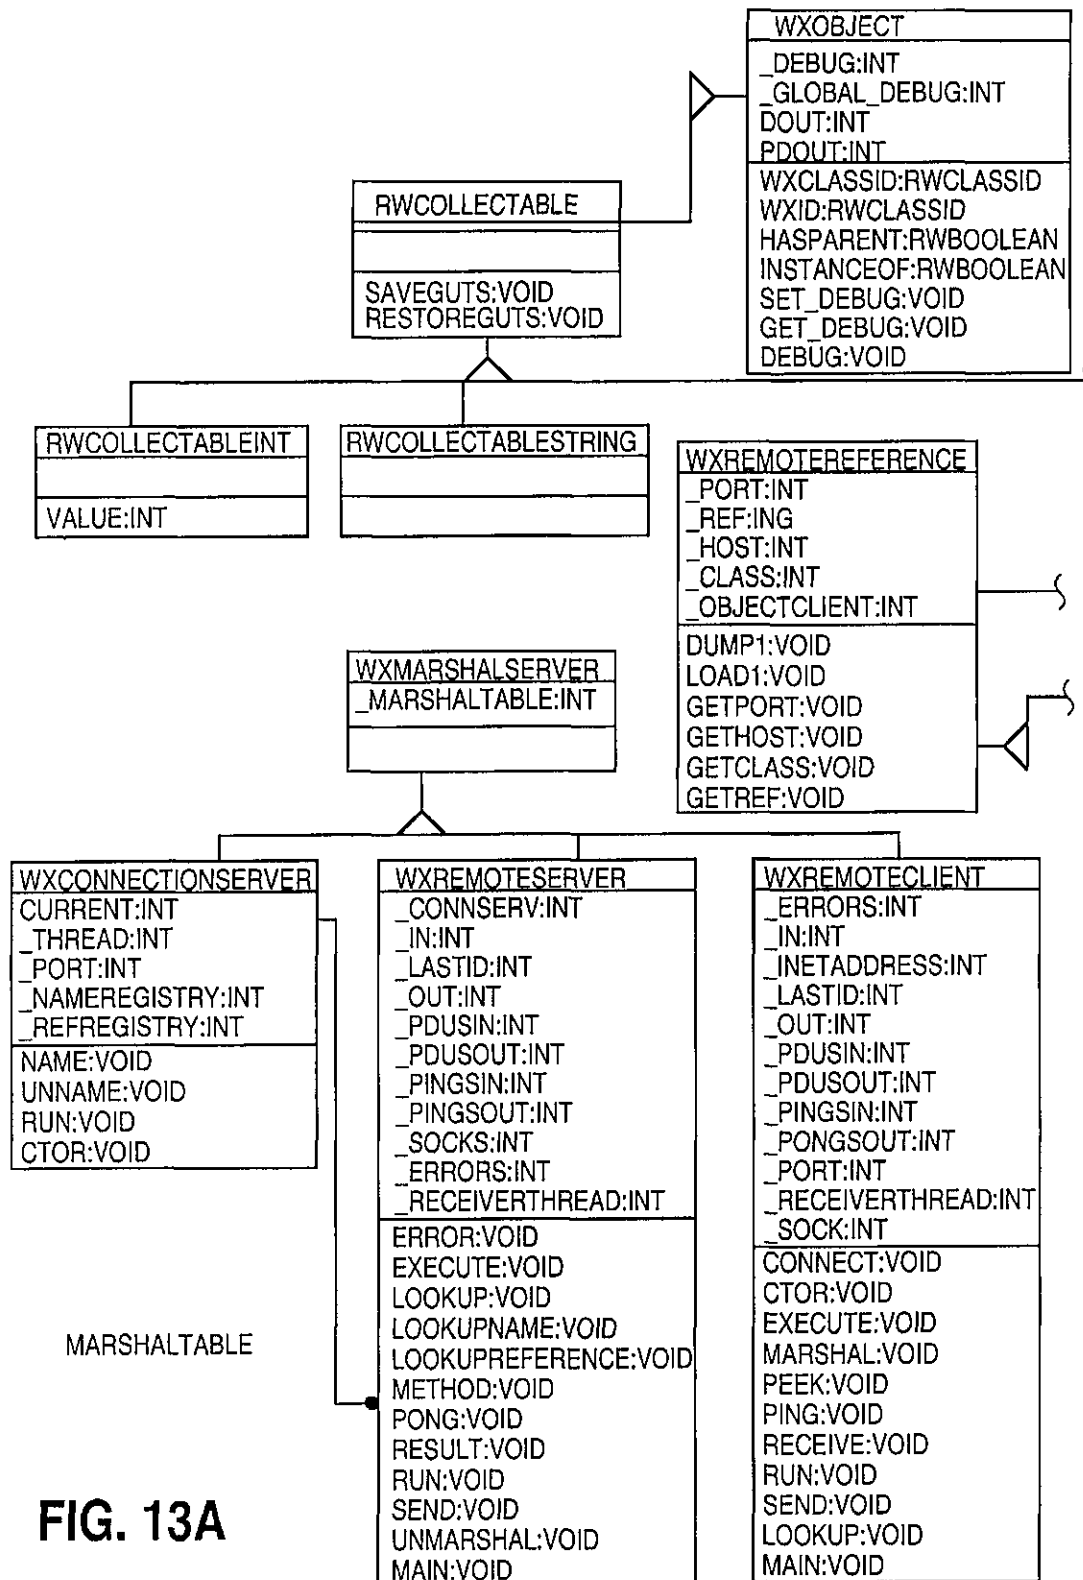 WXOBJECT
_DEBUG:INT
_GLOBAL_DEBUG:INT
DOUT:INT
PDOUT:INT
WXCLASSID:RWCLASSID
WXID:RWCLASSID
HASPARENT:RWBOOLEAN
INSTANCEOF:RWBOOLEAN
SET_DEBUG:VOID
GET_DEBUG:VOID
DEBUG:VOID
RWCOLLECTABLE
SAVEGUTS:VOID
RESTOREGUTS:VOID
RWCOLLECTABLEINT
VALUE:INT
RWCOLLECTABLESTRING
WXREMOTEREFERENCE
_PORT:INT
_REF:ING
_HOST:INT
_CLASS:INT
_OBJECTCLIENT:INT
DUMP1:VOID
LOAD1:VOID
GETPORT:VOID
GETHOST:VOID
GETCLASS:VOID
GETREF:VOID
WXMARSHALSERVER
_MARSHALTABLE:INT
WXCONNECTIONSERVER
CURRENT:INT
_THREAD:INT
_PORT:INT
_NAMEREGISTRY:INT
_REFREGISTRY:INT
NAME:VOID
UNNAME:VOID
RUN:VOID
CTOR:VOID
WXREMOTESERVER
_CONNSERV:INT
_IN:INT
_LASTID:INT
_OUT:INT
_PDUSIN:INT
_PDUSOUT:INT
_PINGSIN:INT
_PINGSOUT:INT
_SOCKS:INT
_ERRORS:INT
_RECEIVERTHREAD:INT
ERROR:VOID
EXECUTE:VOID
LOOKUP:VOID
LOOKUPNAME:VOID
LOOKUPREFERENCE:VOID
METHOD:VOID
PONG:VOID
RESULT:VOID
RUN:VOID
SEND:VOID
UNMARSHAL:VOID
MAIN:VOID
WXREMOTECLIENT
_ERRORS:INT
_IN:INT
_INETADDRESS:INT
_LASTID:INT
_OUT:INT
_PDUSIN:INT
_PDUSOUT:INT
_PINGSIN:INT
_PONGSOUT:INT
_PORT:INT
_RECEIVERTHREAD:INT
_SOCK:INT
CONNECT:VOID
CTOR:VOID
EXECUTE:VOID
MARSHAL:VOID
PEEK:VOID
PING:VOID
RECEIVE:VOID
RUN:VOID
SEND:VOID
LOOKUP:VOID
MAIN:VOID
MARSHALTABLE
FIG. 13A